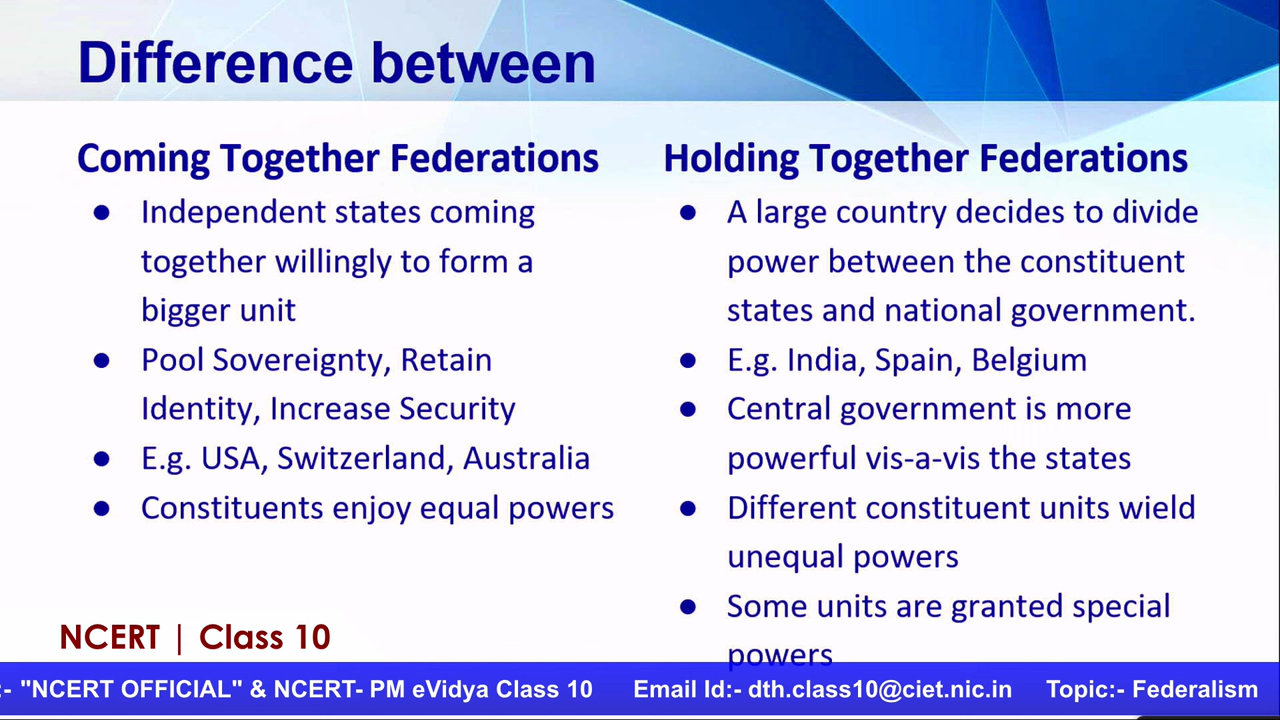 Difference between
Coming Together Federations
● Independent states coming
together willingly to form a
bigger unit
● Pool Sovereignty, Retain
Identity, Increase Security
● E.g. USA, Switzerland, Australia
● Constituents enjoy equal powers
Holding Together Federations
● A large country decides to divide
power between the constituent
states and national government.
● E.g. India, Spain, Belgium
● Central government is more
powerful vis-a-vis the states
● Different constituent units wield
unequal powers
● Some units are granted special
powers
NCERT | Class 10
:- "NCERT OFFICIAL" & NCERT- PM eVidya Class 10 Email Id:- dth.class10@ciet.nic.in Topic:- Federalism